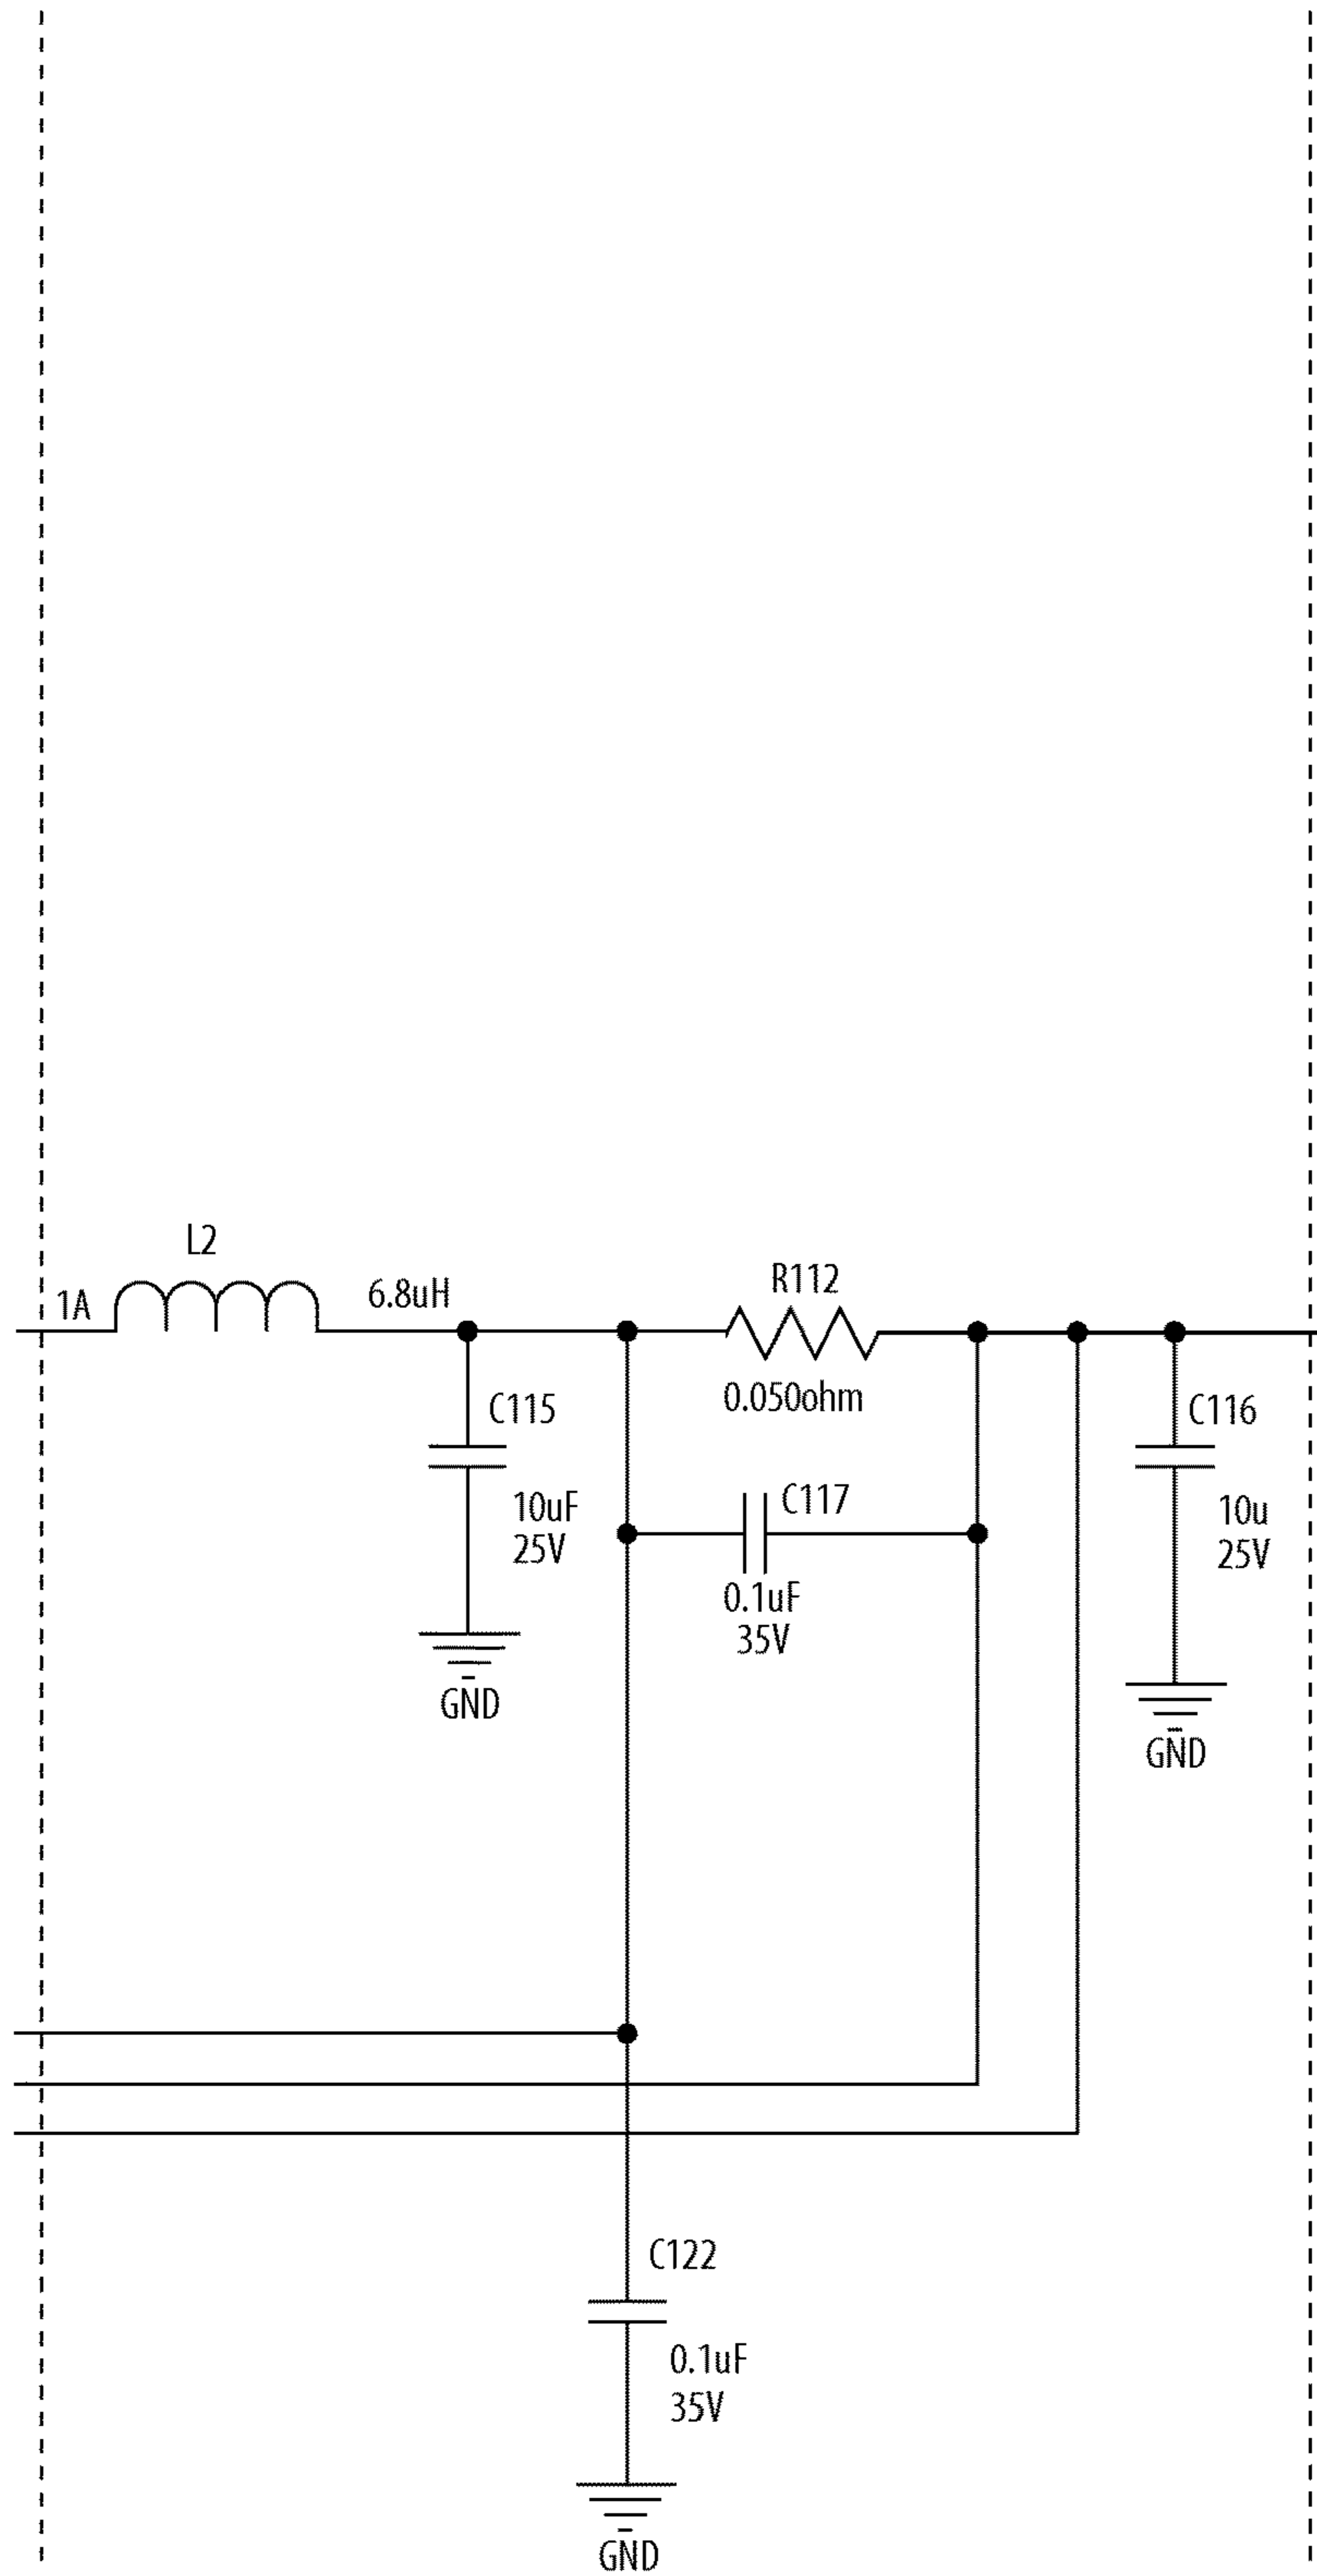 L2
1A
6.8uH
R112
0.050ohm
C115
10uF
25V
GND
C117
0.1uF
35V
C116
10u
25V
GND
C122
0.1uF
35V
GND